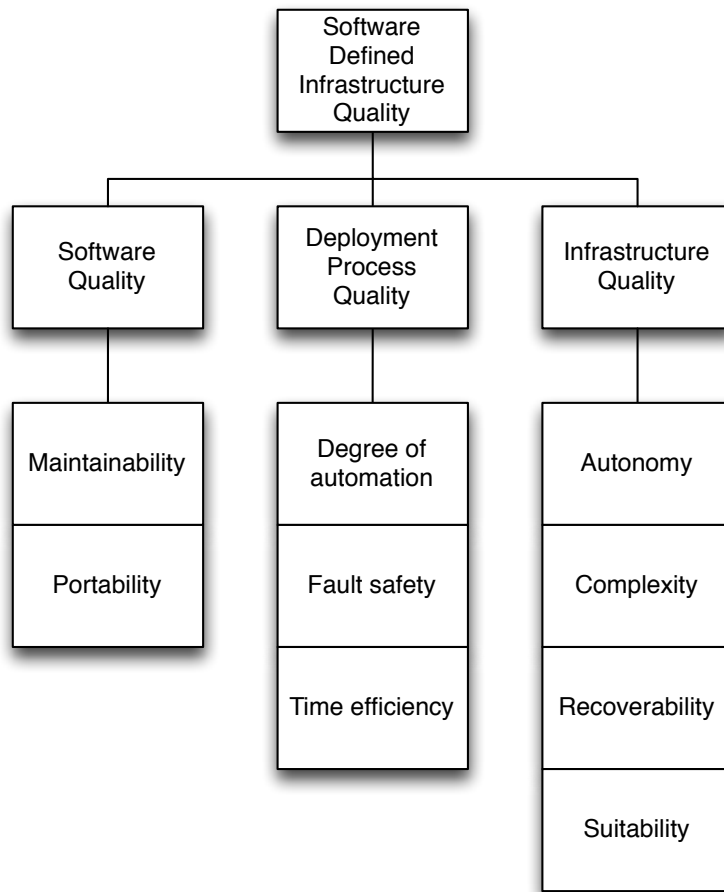 Software
Defined
Infrastructure
Quality
Software
Quality
Deployment
Process
Quality
Infrastructure
Quality
Maintainability
Portability
Degree of
automation
Fault safety
Time efficiency
Autonomy
Complexity
Recoverability
Suitability